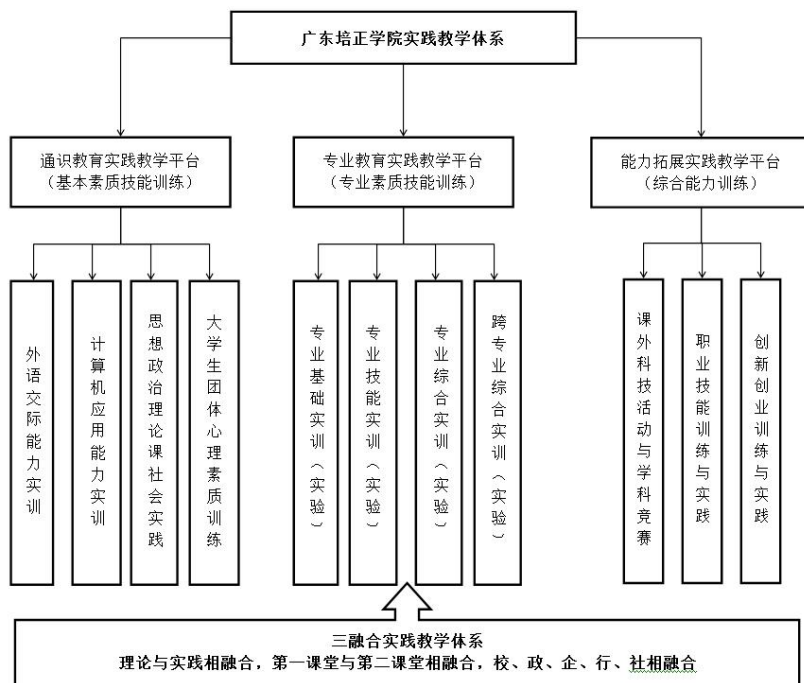 广东培正学院实践教学体系
通识教育实践教学平台
（基本素质技能训练）
专业教育实践教学平台
（专业素质技能训练）
能力拓展实践教学平台
（综合能力训练）
外语交际能力实训
计算机应用能力实训
思想政治理论课社会实践
大学生团体心理素质训练
专业基础实训（实验）
专业技能实训（实验）
专业综合实训（实验）
跨专业综合实训（实验）
课外科技活动与学科竞赛
职业技能训练与实践
创新创业训练与实践
三融合实践教学体系
理论与实践相融合，第一课堂与第二课堂相融合，校、政、企、行、社相融合